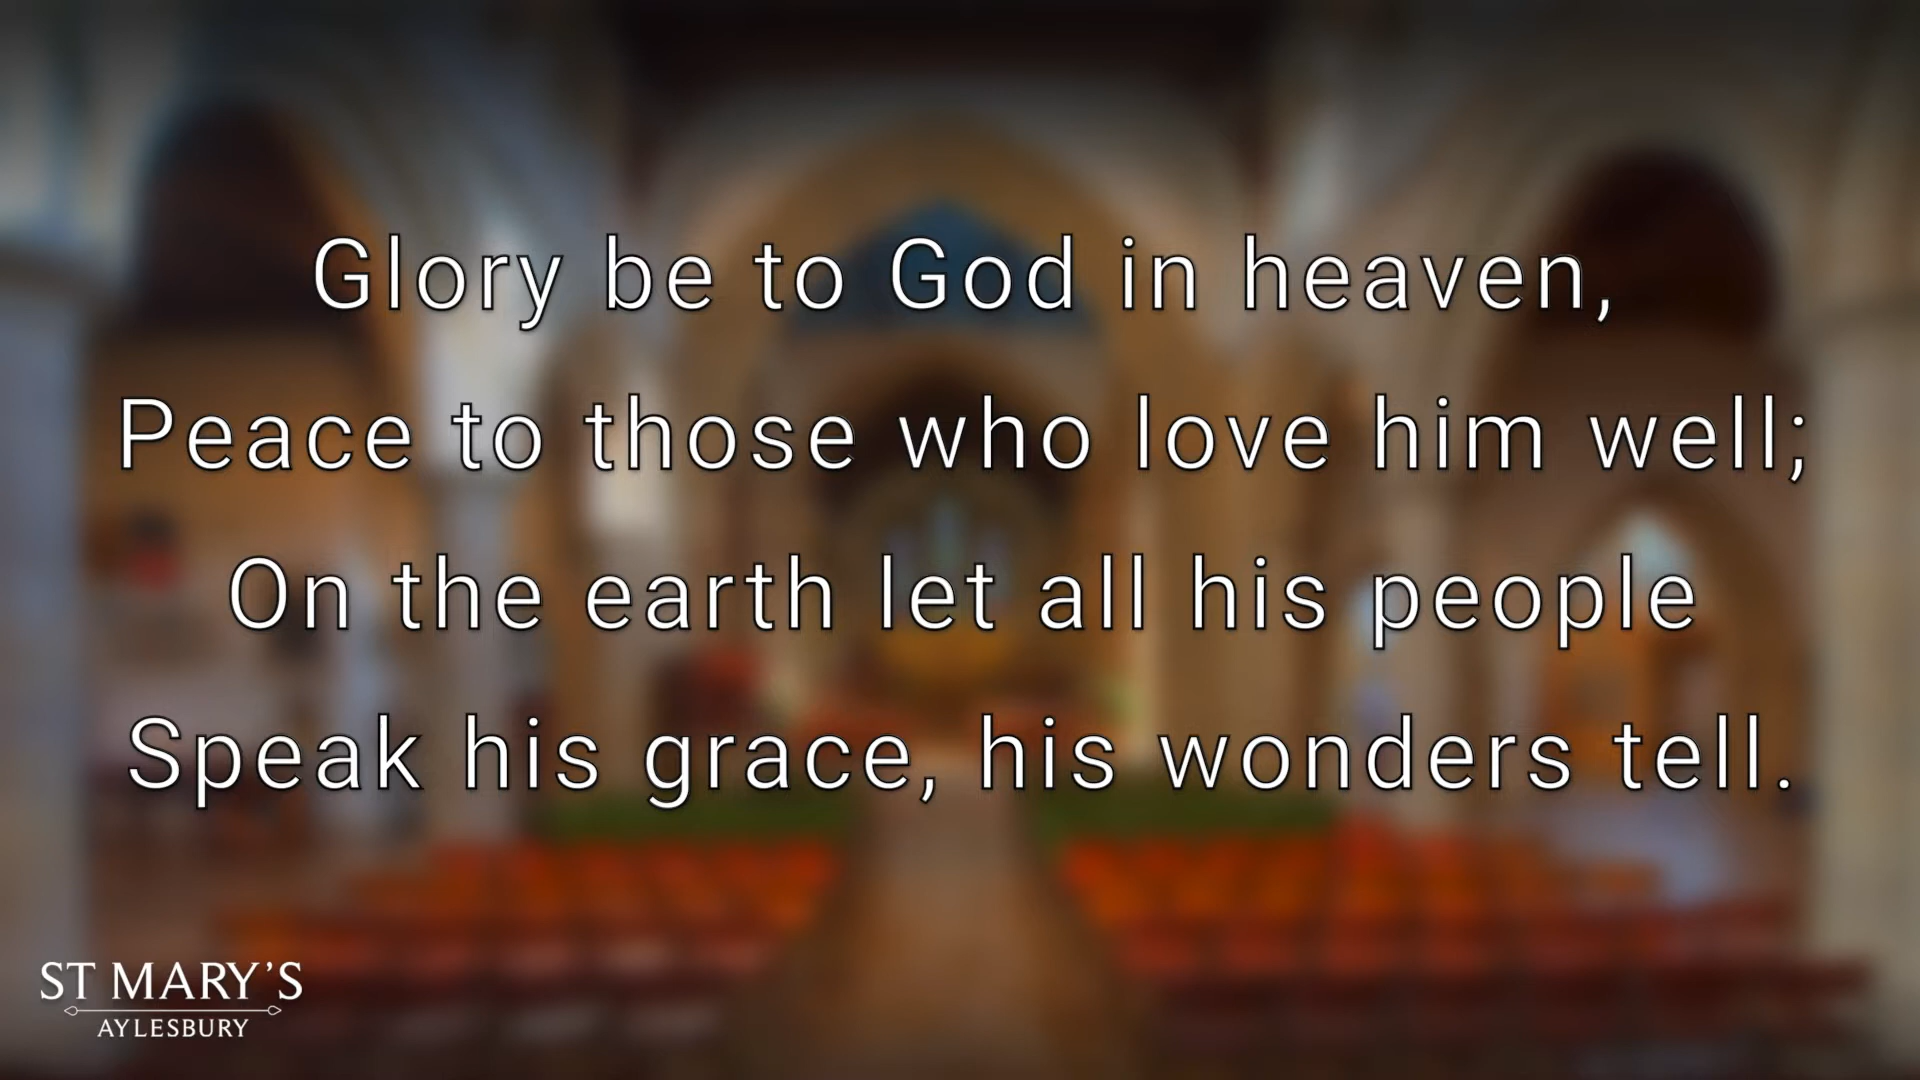 Glory be to God in heaven,
Peace to those who love him well;
On the earth let all his people
Speak his grace, his wonders tell.
ST MARY'S
AYLESBURY